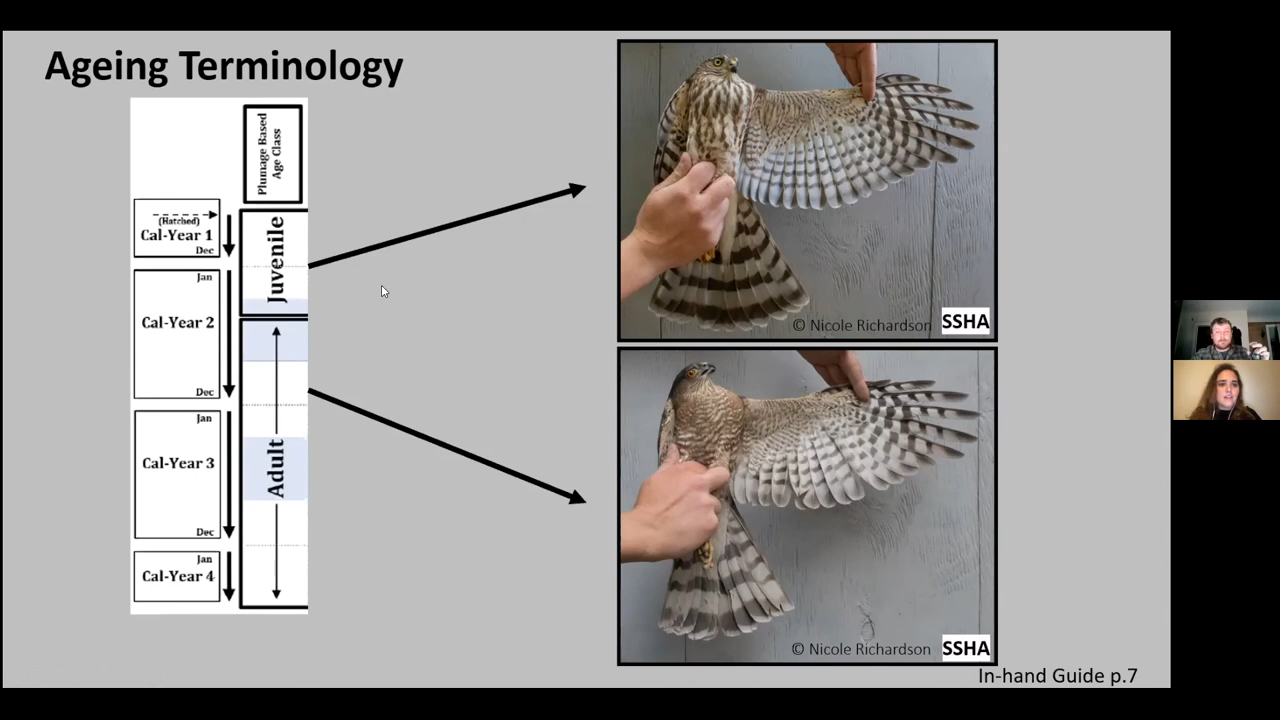 Ageing Terminology
Plumage Based
Age Class
(Hatched)
Cal-Year 1
Dec
Juvenile
Jan
Cal-Year 2
Dec
Jan
Cal-Year 3
Dec
Adult
Jan
Cal-Year 4
© Nicole Richardson
SSHA
© Nicole Richardson
SSHA
In-hand Guide p.7